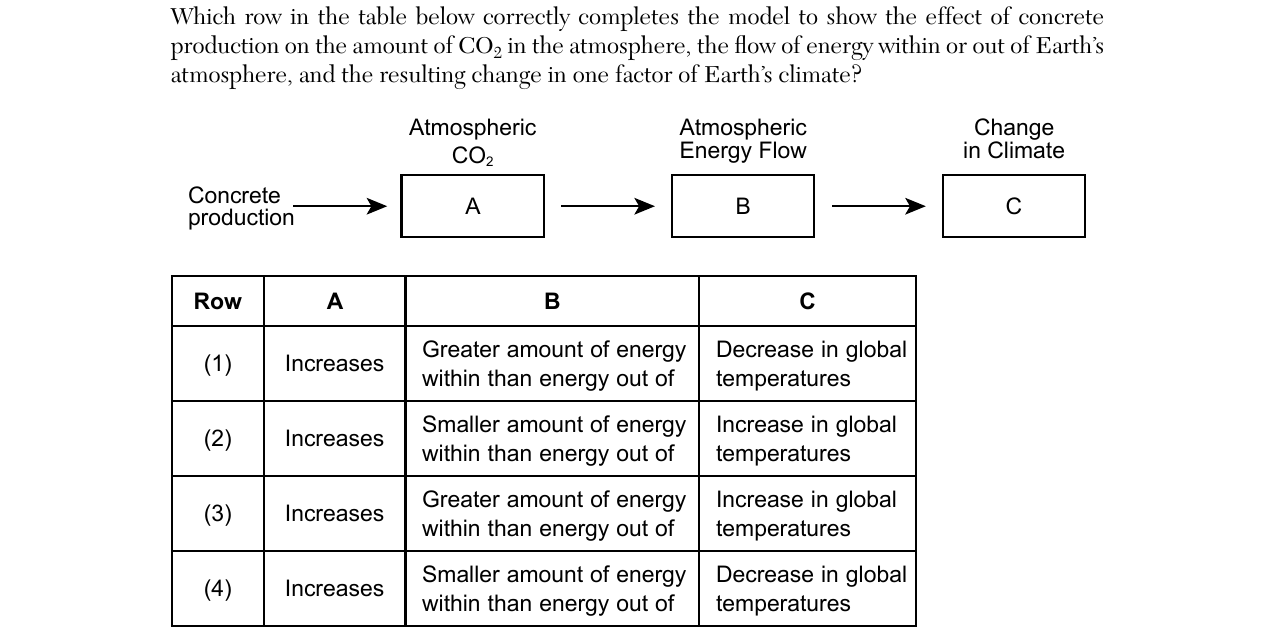 Which row in the table below correctly completes the model to show the effect of concrete
production on the amount of CO₂ in the atmosphere, the flow of energy within or out of Earth's
atmosphere, and the resulting change in one factor of Earth's climate?
Atmospheric
CO₂
Atmospheric
Energy Flow
Change
in Climate
Concrete
production
A
B
C
Row A B C
(1) Increases Greater amount of energy within than energy out of Decrease in global temperatures
(2) Increases Smaller amount of energy within than energy out of Increase in global temperatures
(3) Increases Greater amount of energy within than energy out of Increase in global temperatures
(4) Increases Smaller amount of energy within than energy out of Decrease in global temperatures